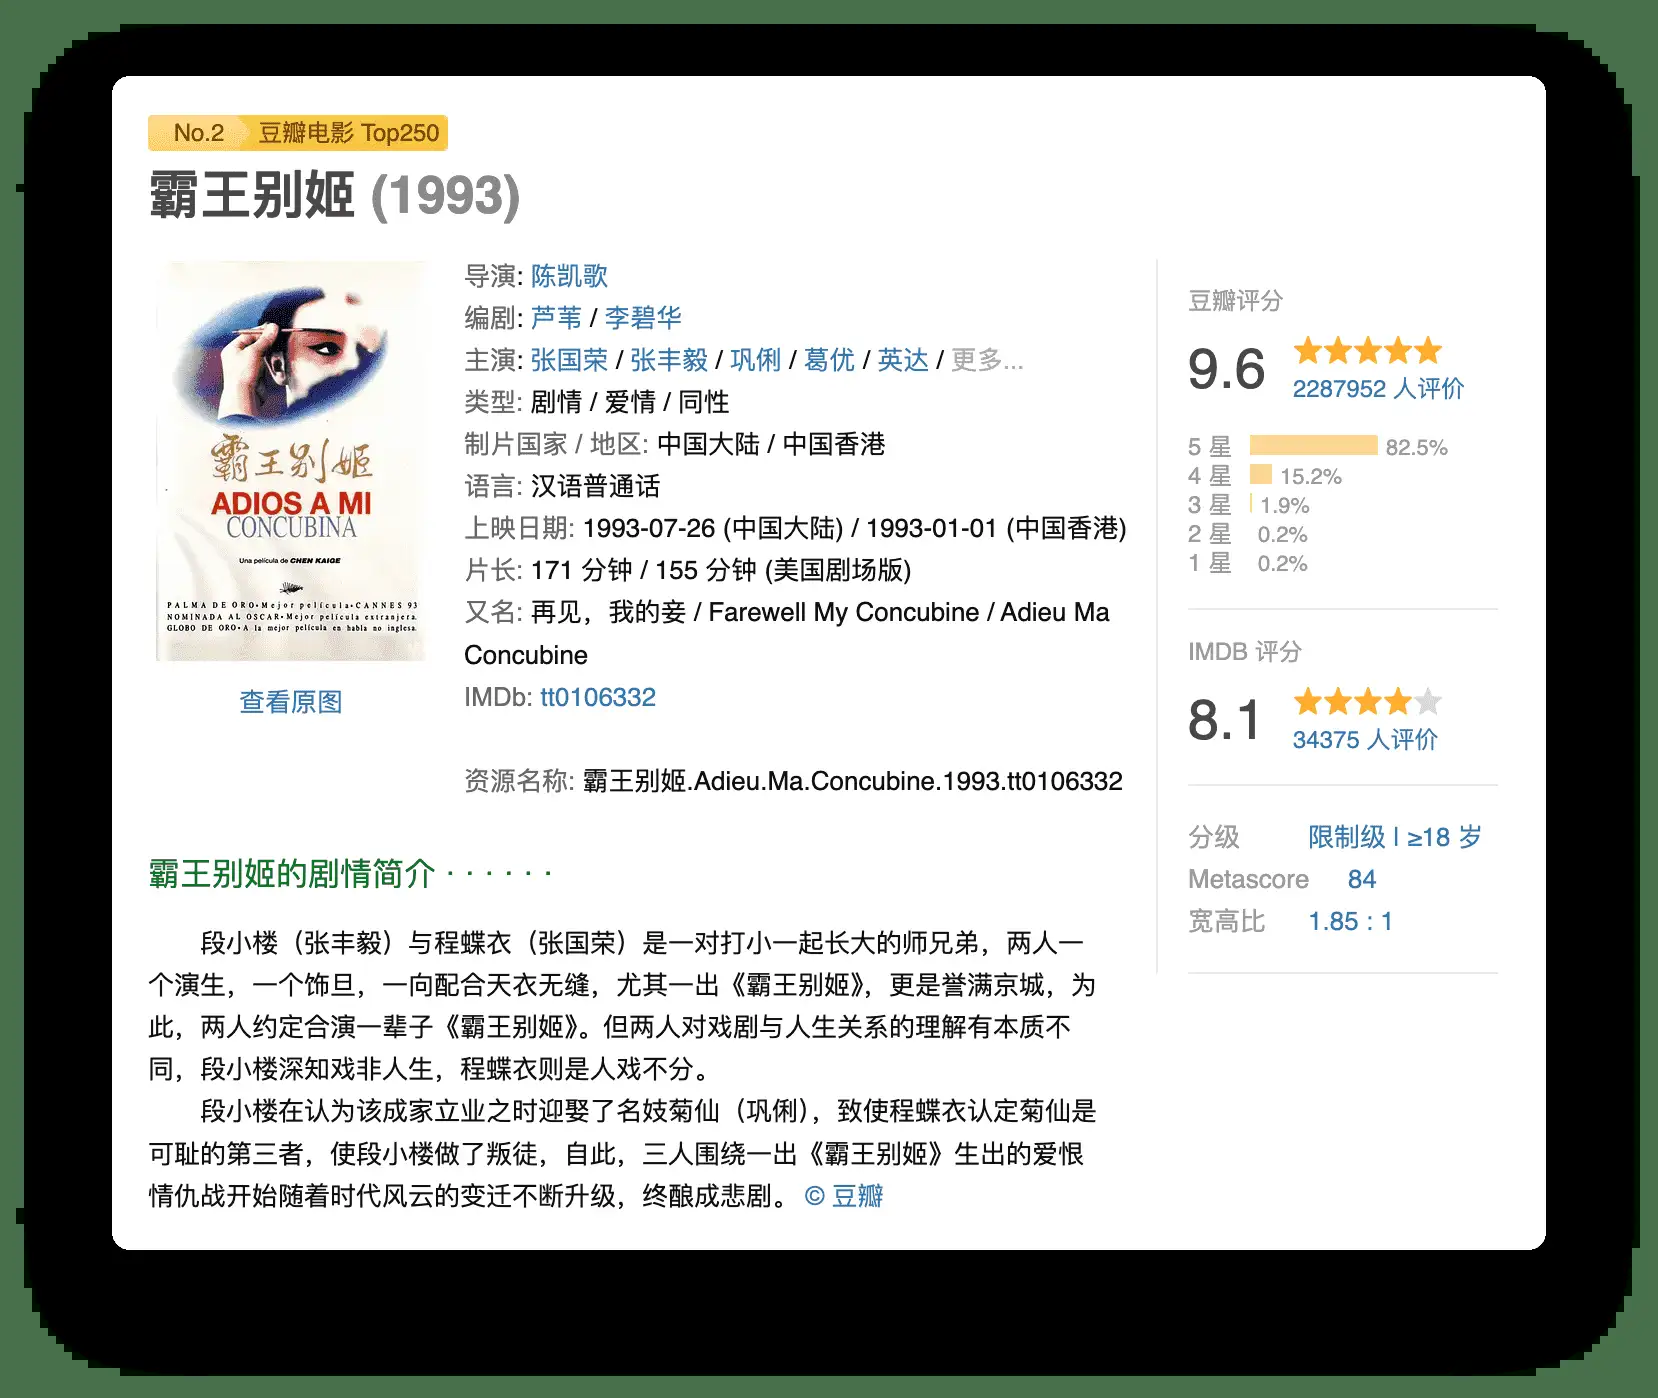 No.2 豆瓣电影 Top250
霸王别姬 (1993)
霸王别姬
ADIOS A MI
CONCUBINA
Una película de CHEN KAIGE
PALMA DE ORO•Mejor película•CANNES 93
NOMINADA AL OSCAR•Mejor película extranjera.
GLOBO DE ORO•A la mejor película en habla no inglesa.
查看原图
导演: 陈凯歌
编剧: 芦苇 / 李碧华
主演: 张国荣 / 张丰毅 / 巩俐 / 葛优 / 英达 / 更多...
类型: 剧情 / 爱情 / 同性
制片国家 / 地区: 中国大陆 / 中国香港
语言: 汉语普通话
上映日期: 1993-07-26 (中国大陆) / 1993-01-01 (中国香港)
片长: 171 分钟 / 155 分钟 (美国剧场版)
又名: 再见，我的妾 / Farewell My Concubine / Adieu Ma
Concubine
IMDb: tt0106332
资源名称: 霸王别姬.Adieu.Ma.Concubine.1993.tt0106332
豆瓣评分
9.6
2287952 人评价
5 星 82.5%
4 星 15.2%
3 星 1.9%
2 星 0.2%
1 星 0.2%
IMDB 评分
8.1
34375 人评价
分级 限制级 | ≥18 岁
Metascore 84
宽高比 1.85 : 1
霸王别姬的剧情简介 · · · · · ·
段小楼（张丰毅）与程蝶衣（张国荣）是一对打小一起长大的师兄弟，两人一
个演生，一个饰旦，一向配合天衣无缝，尤其一出《霸王别姬》，更是誉满京城，为
此，两人约定合演一辈子《霸王别姬》。但两人对戏剧与人生关系的理解有本质不
同，段小楼深知戏非人生，程蝶衣则是人戏不分。
段小楼在认为该成家立业之时迎娶了名妓菊仙（巩俐），致使程蝶衣认定菊仙是
可耻的第三者，使段小楼做了叛徒，自此，三人围绕一出《霸王别姬》生出的爱恨
情仇战开始随着时代风云的变迁不断升级，终酿成悲剧。 © 豆瓣